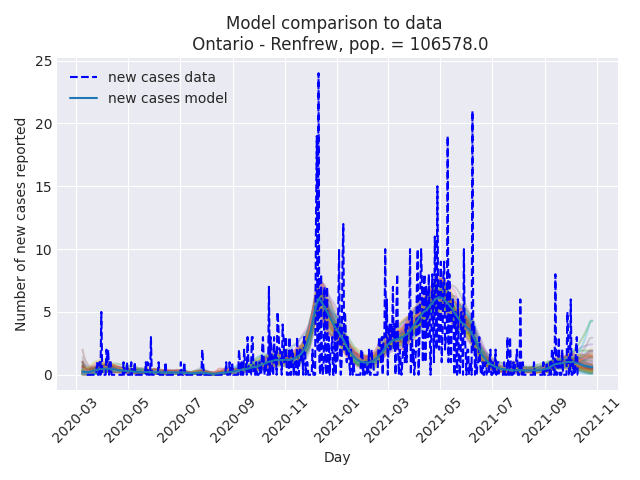 Model comparison to data
Ontario - Renfrew, pop. = 106578.0
new cases data
new cases model
Number of new cases reported
25
20
15
10
5
0
2020-03
2020-05
2020-07
2020-09
2020-11
2021-01
2021-03
2021-05
2021-07
2021-09
2021-11
Day